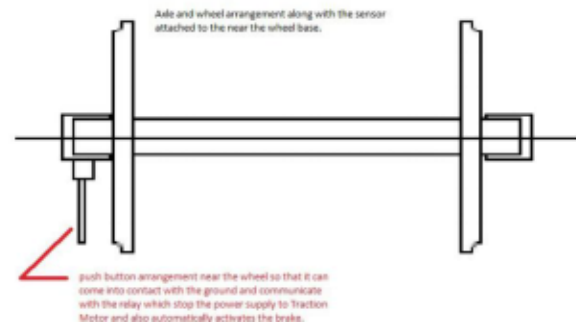 Axle and wheel arrangement along with the sensor
attached to the near the wheel base.
push button arrangement near the wheel so that it can
come into contact with the ground and communicate
with the relay which stop the power supply to Traction
Motor and also automatically activates the brake.